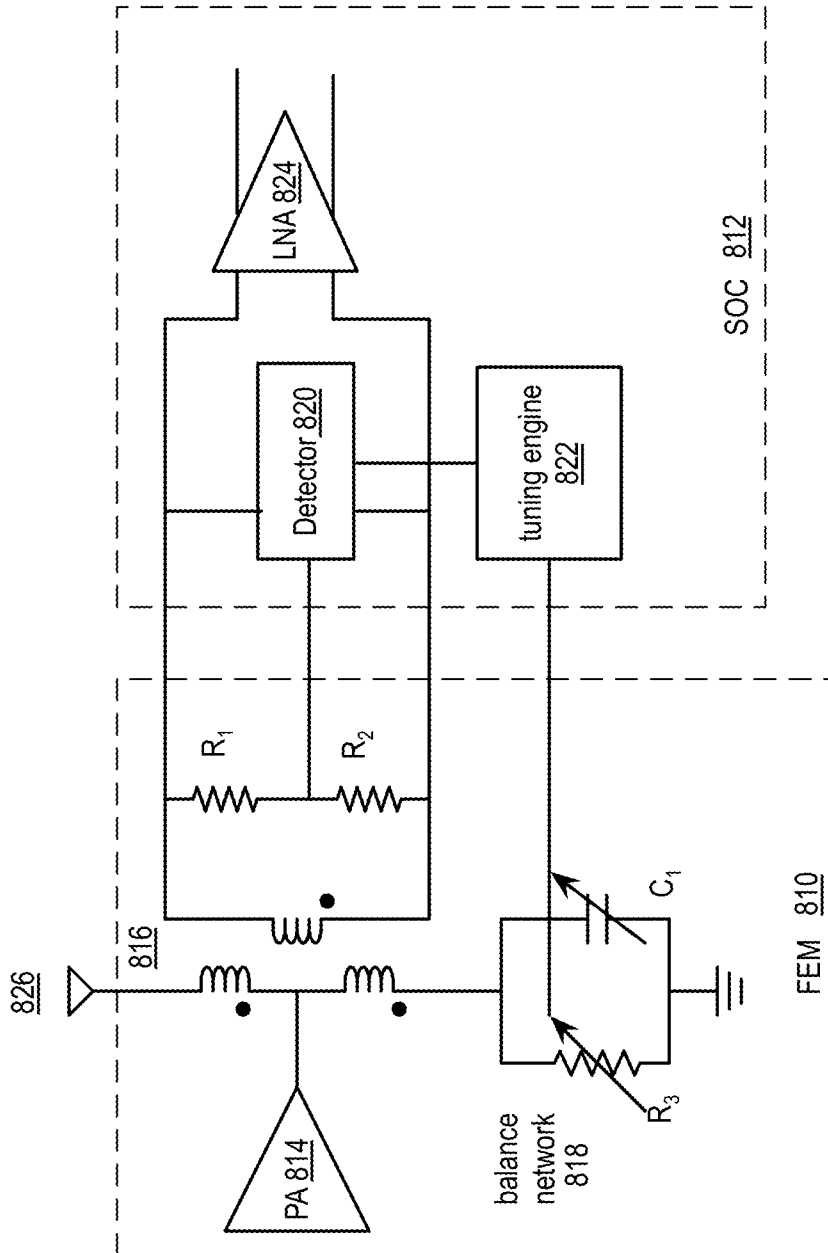 826
816
PA 814
balance
network
818
R3
C1
FEM 810
R1
R2
Detector 820
tuning engine
822
LNA 824
SOC 812